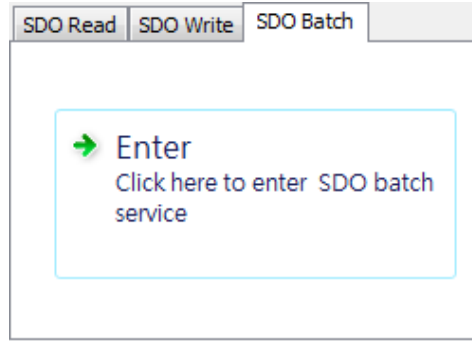 SDO Read SDO Write SDO Batch
Enter
Click here to enter SDO batch
service